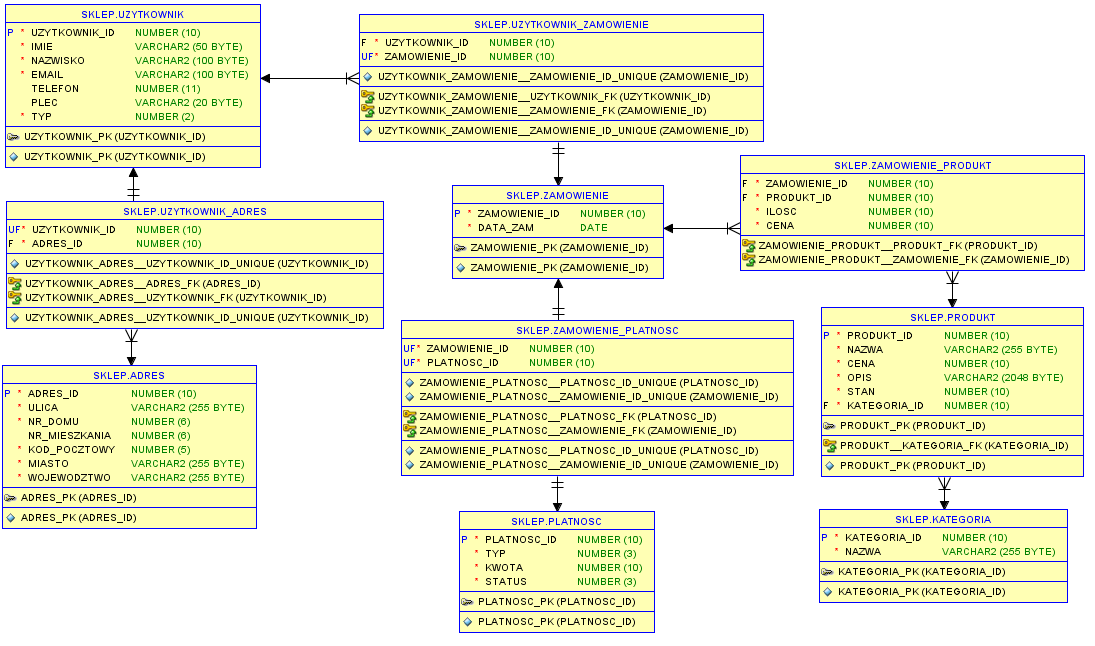 SKLEP.UZYTKOWNIK
P * UZYTKOWNIK_ID NUMBER (10)
* IMIE VARCHAR2 (50 BYTE)
* NAZWISKO VARCHAR2 (100 BYTE)
* EMAIL VARCHAR2 (100 BYTE)
TELEFON NUMBER (11)
PLEC VARCHAR2 (20 BYTE)
* TYP NUMBER (2)
UZYTKOWNIK_PK (UZYTKOWNIK_ID)
UZYTKOWNIK_PK (UZYTKOWNIK_ID)
SKLEP.UZYTKOWNIK_ZAMOWIENIE
F * UZYTKOWNIK_ID NUMBER (10)
UF* ZAMOWIENIE_ID NUMBER (10)
UZYTKOWNIK_ZAMOWIENIE__ZAMOWIENIE_ID_UNIQUE (ZAMOWIENIE_ID)
UZYTKOWNIK_ZAMOWIENIE__UZYTKOWNIK_FK (UZYTKOWNIK_ID)
UZYTKOWNIK_ZAMOWIENIE__ZAMOWIENIE_FK (ZAMOWIENIE_ID)
UZYTKOWNIK_ZAMOWIENIE__ZAMOWIENIE_ID_UNIQUE (ZAMOWIENIE_ID)
SKLEP.ZAMOWIENIE_PRODUKT
F * ZAMOWIENIE_ID NUMBER (10)
F * PRODUKT_ID NUMBER (10)
* ILOSC NUMBER (10)
* CENA NUMBER (10)
ZAMOWIENIE_PRODUKT__PRODUKT_FK (PRODUKT_ID)
ZAMOWIENIE_PRODUKT__ZAMOWIENIE_FK (ZAMOWIENIE_ID)
SKLEP.ZAMOWIENIE
P * ZAMOWIENIE_ID NUMBER (10)
* DATA_ZAM DATE
ZAMOWIENIE_PK (ZAMOWIENIE_ID)
ZAMOWIENIE_PK (ZAMOWIENIE_ID)
SKLEP.UZYTKOWNIK_ADRES
UF* UZYTKOWNIK_ID NUMBER (10)
F * ADRES_ID NUMBER (10)
UZYTKOWNIK_ADRES__UZYTKOWNIK_ID_UNIQUE (UZYTKOWNIK_ID)
UZYTKOWNIK_ADRES__ADRES_FK (ADRES_ID)
UZYTKOWNIK_ADRES__UZYTKOWNIK_FK (UZYTKOWNIK_ID)
UZYTKOWNIK_ADRES__UZYTKOWNIK_ID_UNIQUE (UZYTKOWNIK_ID)
SKLEP.ADRES
P * ADRES_ID NUMBER (10)
* ULICA VARCHAR2 (255 BYTE)
* NR_DOMU NUMBER (6)
NR_MIESZKANIA NUMBER (6)
* KOD_POCZTOWY NUMBER (5)
* MIASTO VARCHAR2 (255 BYTE)
* WOJEWODZTWO VARCHAR2 (255 BYTE)
ADRES_PK (ADRES_ID)
ADRES_PK (ADRES_ID)
SKLEP.ZAMOWIENIE_PLATNOSC
UF* ZAMOWIENIE_ID NUMBER (10)
UF* PLATNOSC_ID NUMBER (10)
ZAMOWIENIE_PLATNOSC__PLATNOSC_ID_UNIQUE (PLATNOSC_ID)
ZAMOWIENIE_PLATNOSC__ZAMOWIENIE_ID_UNIQUE (ZAMOWIENIE_ID)
ZAMOWIENIE_PLATNOSC__PLATNOSC_FK (PLATNOSC_ID)
ZAMOWIENIE_PLATNOSC__ZAMOWIENIE_FK (ZAMOWIENIE_ID)
ZAMOWIENIE_PLATNOSC__PLATNOSC_ID_UNIQUE (PLATNOSC_ID)
ZAMOWIENIE_PLATNOSC__ZAMOWIENIE_ID_UNIQUE (ZAMOWIENIE_ID)
SKLEP.PLATNOSC
P * PLATNOSC_ID NUMBER (10)
* TYP NUMBER (3)
* KWOTA NUMBER (10)
* STATUS NUMBER (3)
PLATNOSC_PK (PLATNOSC_ID)
PLATNOSC_PK (PLATNOSC_ID)
SKLEP.PRODUKT
P * PRODUKT_ID NUMBER (10)
* NAZWA VARCHAR2 (255 BYTE)
* CENA NUMBER (10)
* OPIS VARCHAR2 (2048 BYTE)
* STAN NUMBER (10)
F * KATEGORIA_ID NUMBER (10)
PRODUKT_PK (PRODUKT_ID)
PRODUKT__KATEGORIA_FK (KATEGORIA_ID)
PRODUKT_PK (PRODUKT_ID)
SKLEP.KATEGORIA
P * KATEGORIA_ID NUMBER (10)
* NAZWA VARCHAR2 (255 BYTE)
KATEGORIA_PK (KATEGORIA_ID)
KATEGORIA_PK (KATEGORIA_ID)